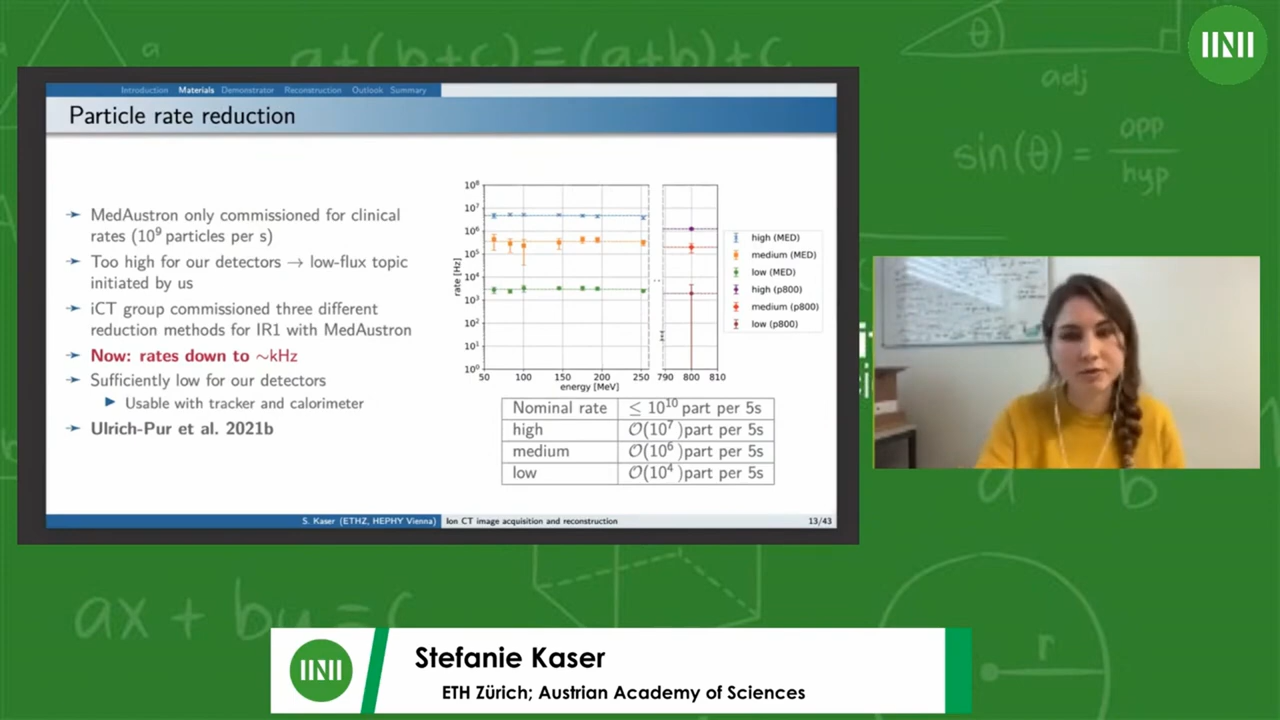 a+(b+c)=(a+b)+c
a
θ
adj
sin(θ) = opp
hyp
Introduction Materials Demonstrator Reconstruction Outlook Summary
Particle rate reduction
MedAustron only commissioned for clinical
rates (10⁹ particles per s)
Too high for our detectors → low-flux topic
initiated by us
iCT group commissioned three different
reduction methods for IR1 with MedAustron
Now: rates down to ~kHz
Sufficiently low for our detectors
Usable with tracker and calorimeter
Ulrich-Pur et al. 2021b
rate [Hz]
10⁸
10⁷
10⁶
10⁵
10⁴
10³
10²
10¹
10⁰
50 100 150 200 250 790 800 810
energy [MeV]
high (MED)
medium (MED)
low (MED)
high (p800)
medium (p800)
low (p800)
Nominal rate ≤ 10¹⁰ part per 5s
high 𝒪(10⁷) part per 5s
medium 𝒪(10⁶) part per 5s
low 𝒪(10⁴) part per 5s
S. Kaser (ETHZ, HEPHY Vienna) Ion CT image acquisition and reconstruction 13/43
a b
ax + by = c
r
Stefanie Kaser
ETH Zürich; Austrian Academy of Sciences